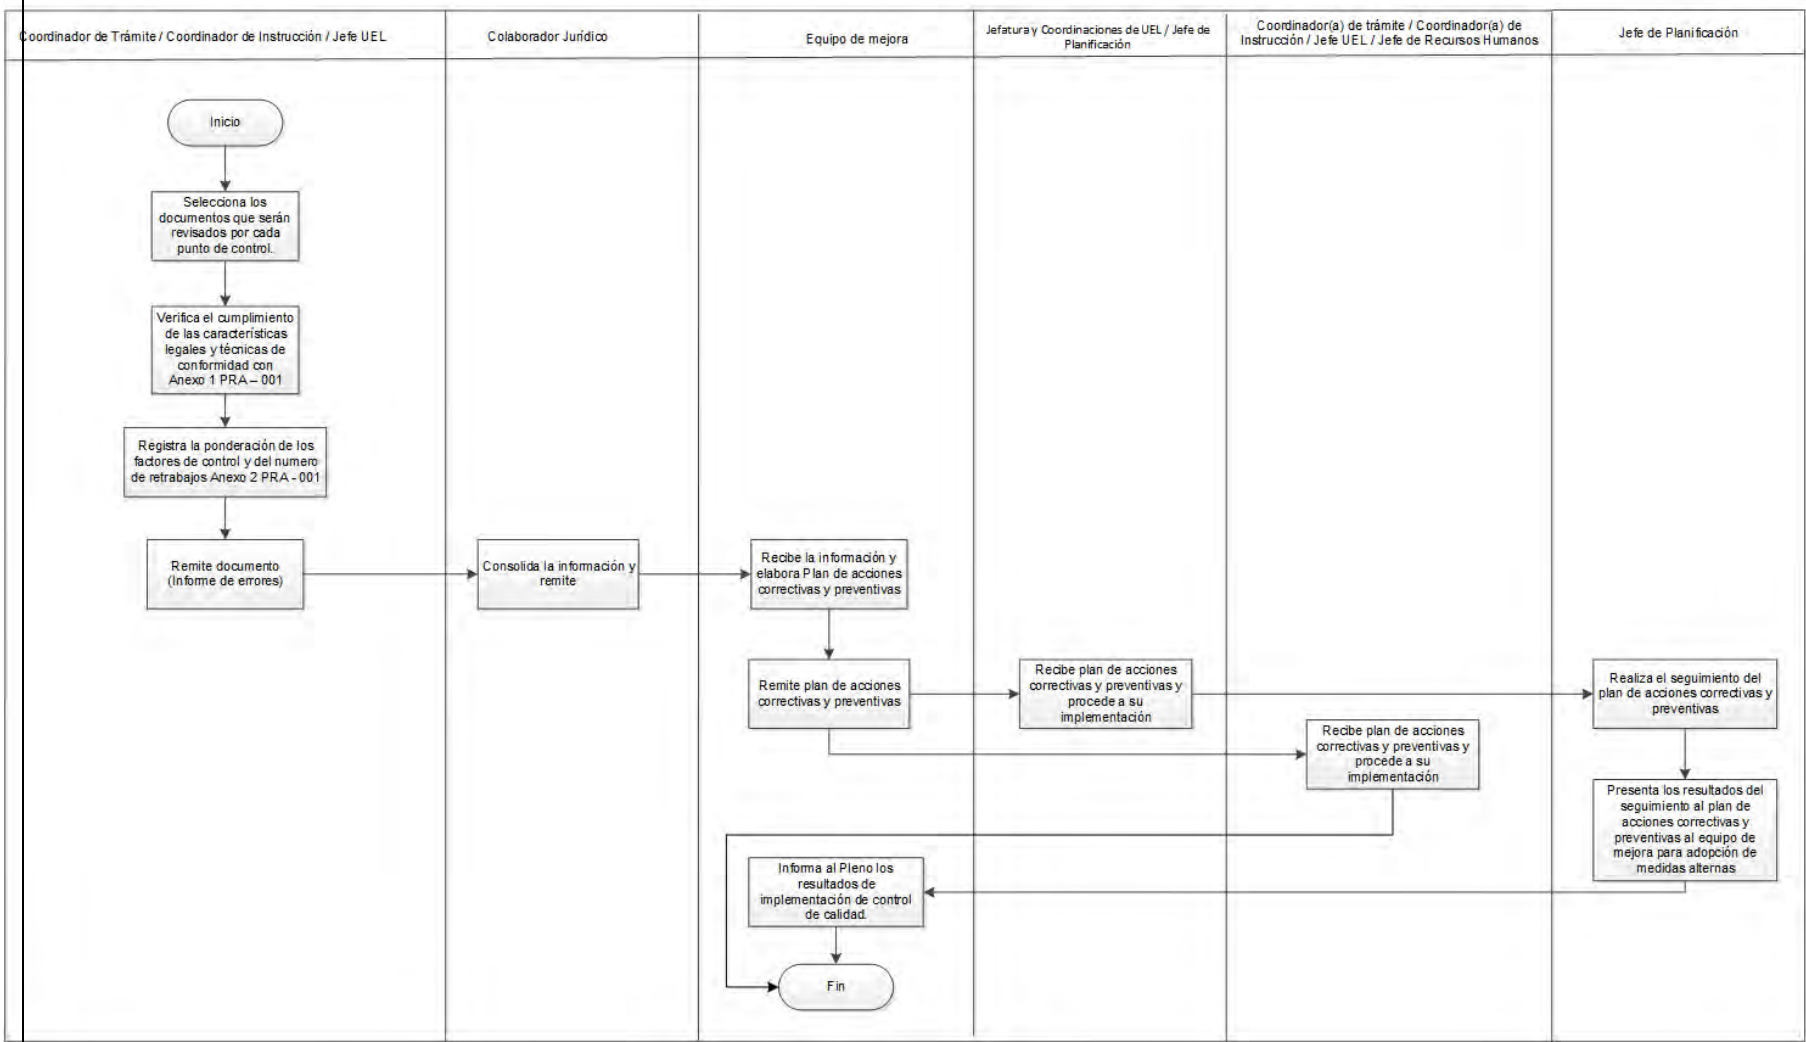 Coordinador de Trámite / Coordinador de Instrucción / Jefe UEL
Colaborador Jurídico
Equipo de mejora
Jefatura y Coordinaciones de UEL / Jefe de
Planificación
Coordinador(a) de trámite / Coordinador(a) de
Instrucción / Jefe UEL / Jefe de Recursos Humanos
Jefe de Planificación
Inicio
Selecciona los
documentos que serán
revisados por cada
punto de control.
Verifica el cumplimiento
de las características
legales y técnicas de
conformidad con
Anexo 1 PRA – 001
Registra la ponderación de los
factores de control y del numero
de retrabajos Anexo 2 PRA - 001
Remite documento
(Informe de errores)
Consolida la información y
remite
Recibe la información y
elabora Plan de acciones
correctivas y preventivas
Remite plan de acciones
correctivas y preventivas
Recibe plan de acciones
correctivas y preventivas y
procede a su
implementación
Recibe plan de acciones
correctivas y preventivas y
procede a su
implementación
Realiza el seguimiento del
plan de acciones correctivas y
preventivas
Presenta los resultados del
seguimiento al plan de
acciones correctivas y
preventivas al equipo de
mejora para adopción de
medidas alternas
Informa al Pleno los
resultados de
implementación de control
de calidad.
Fin